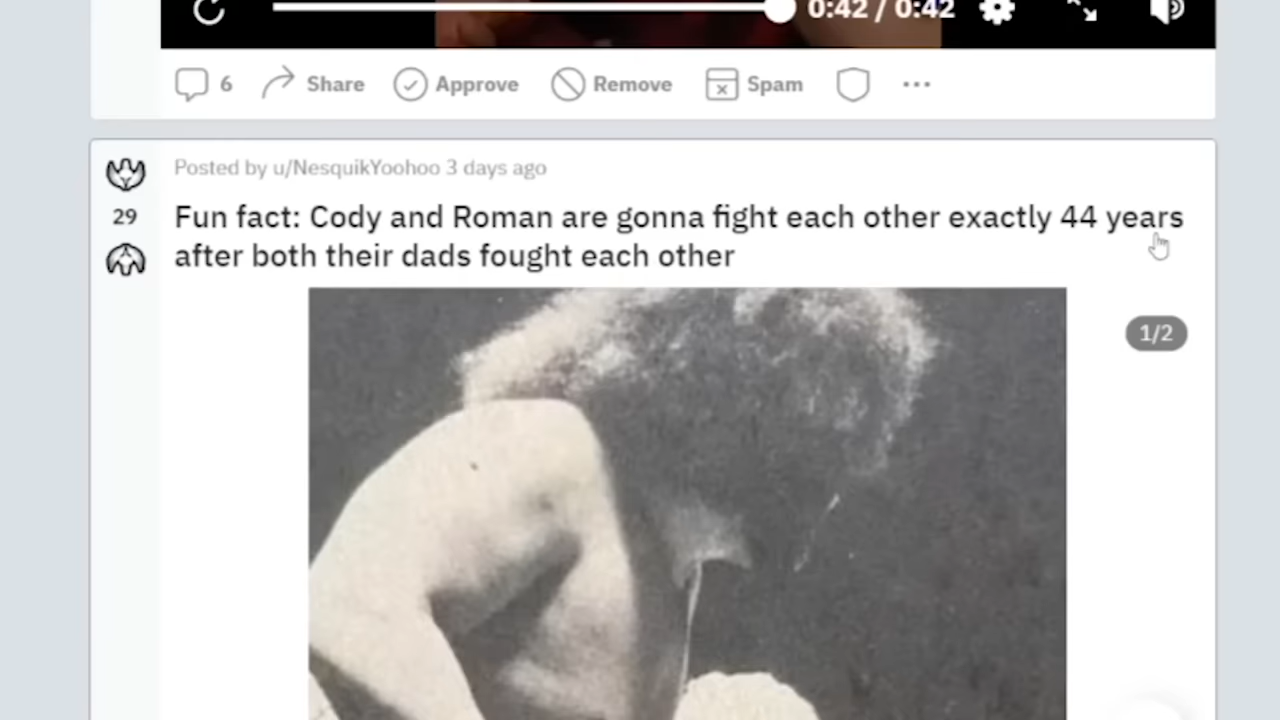 0:42 / 0:42
6 Share Approve Remove Spam
Posted by u/NesquikYoohoo 3 days ago
29
Fun fact: Cody and Roman are gonna fight each other exactly 44 years
after both their dads fought each other
1/2